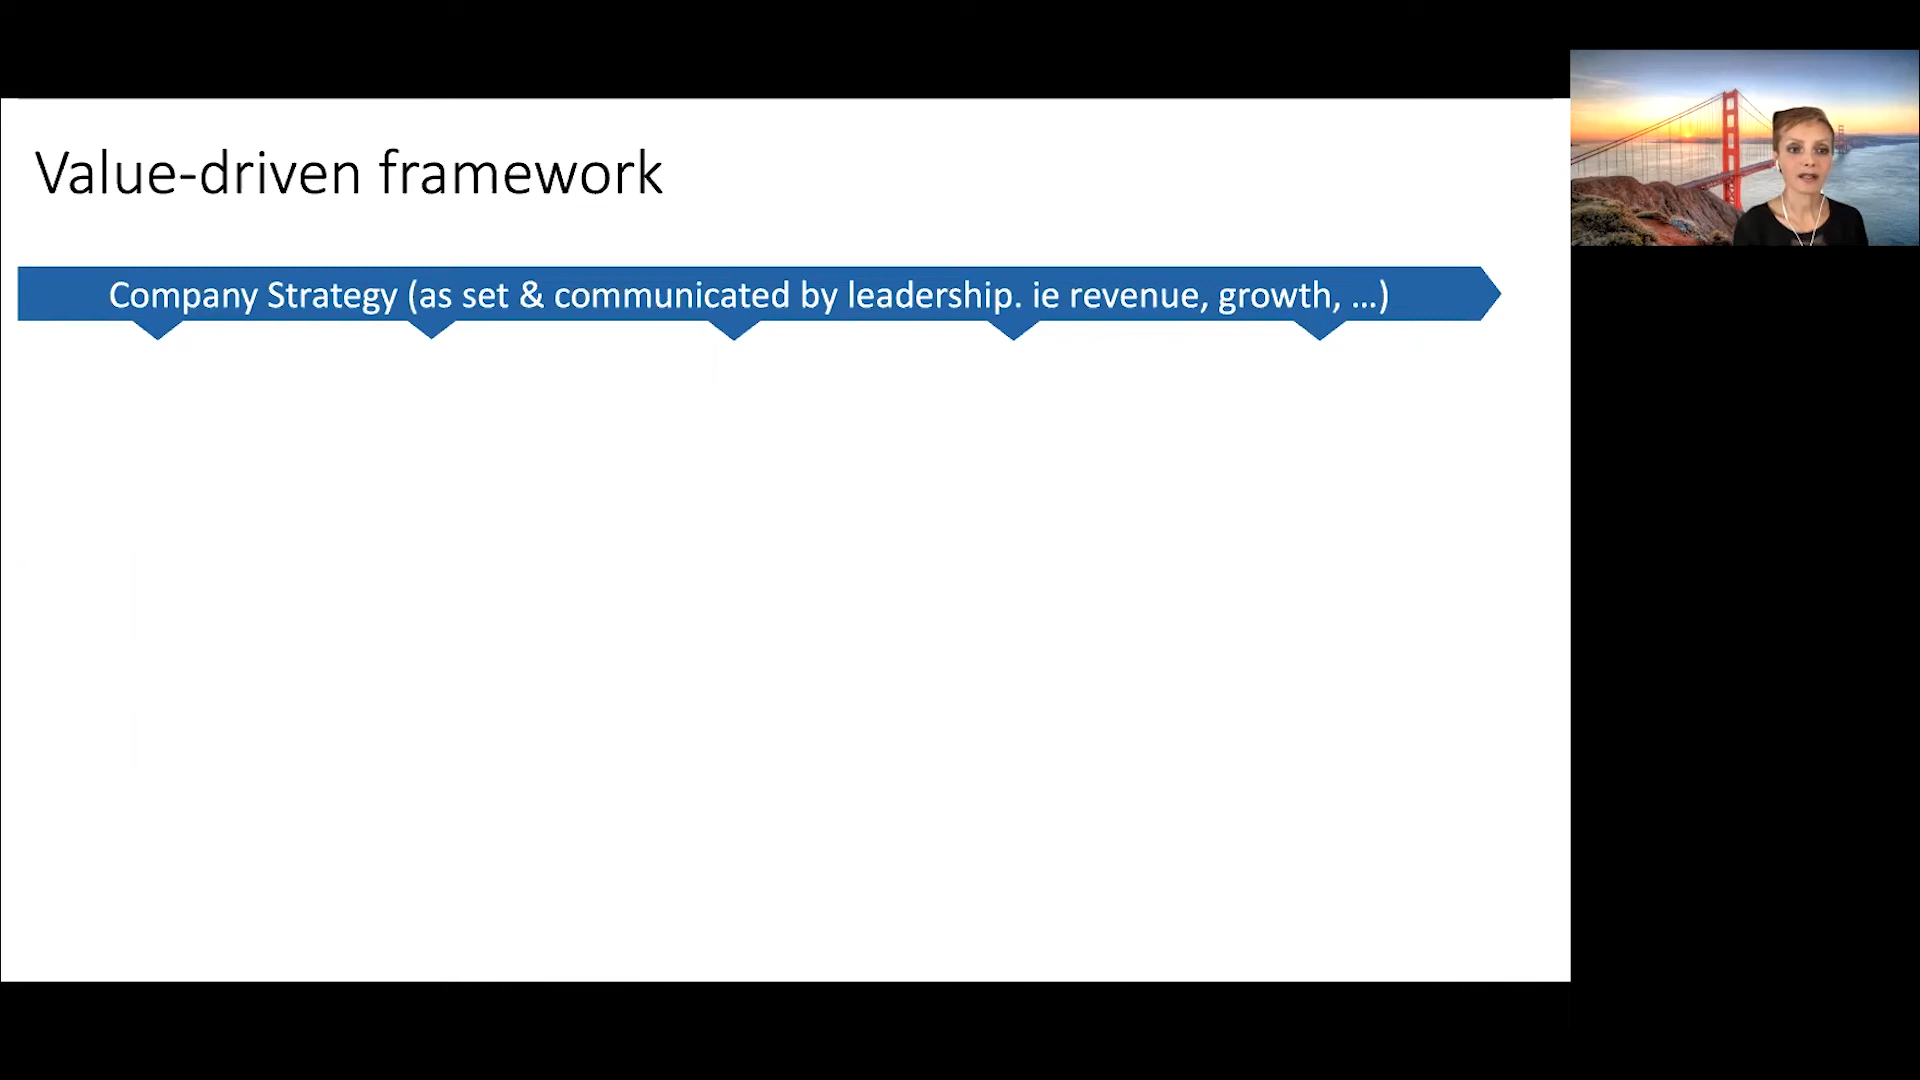 Value-driven framework
Company Strategy (as set & communicated by leadership. ie revenue, growth, ...)